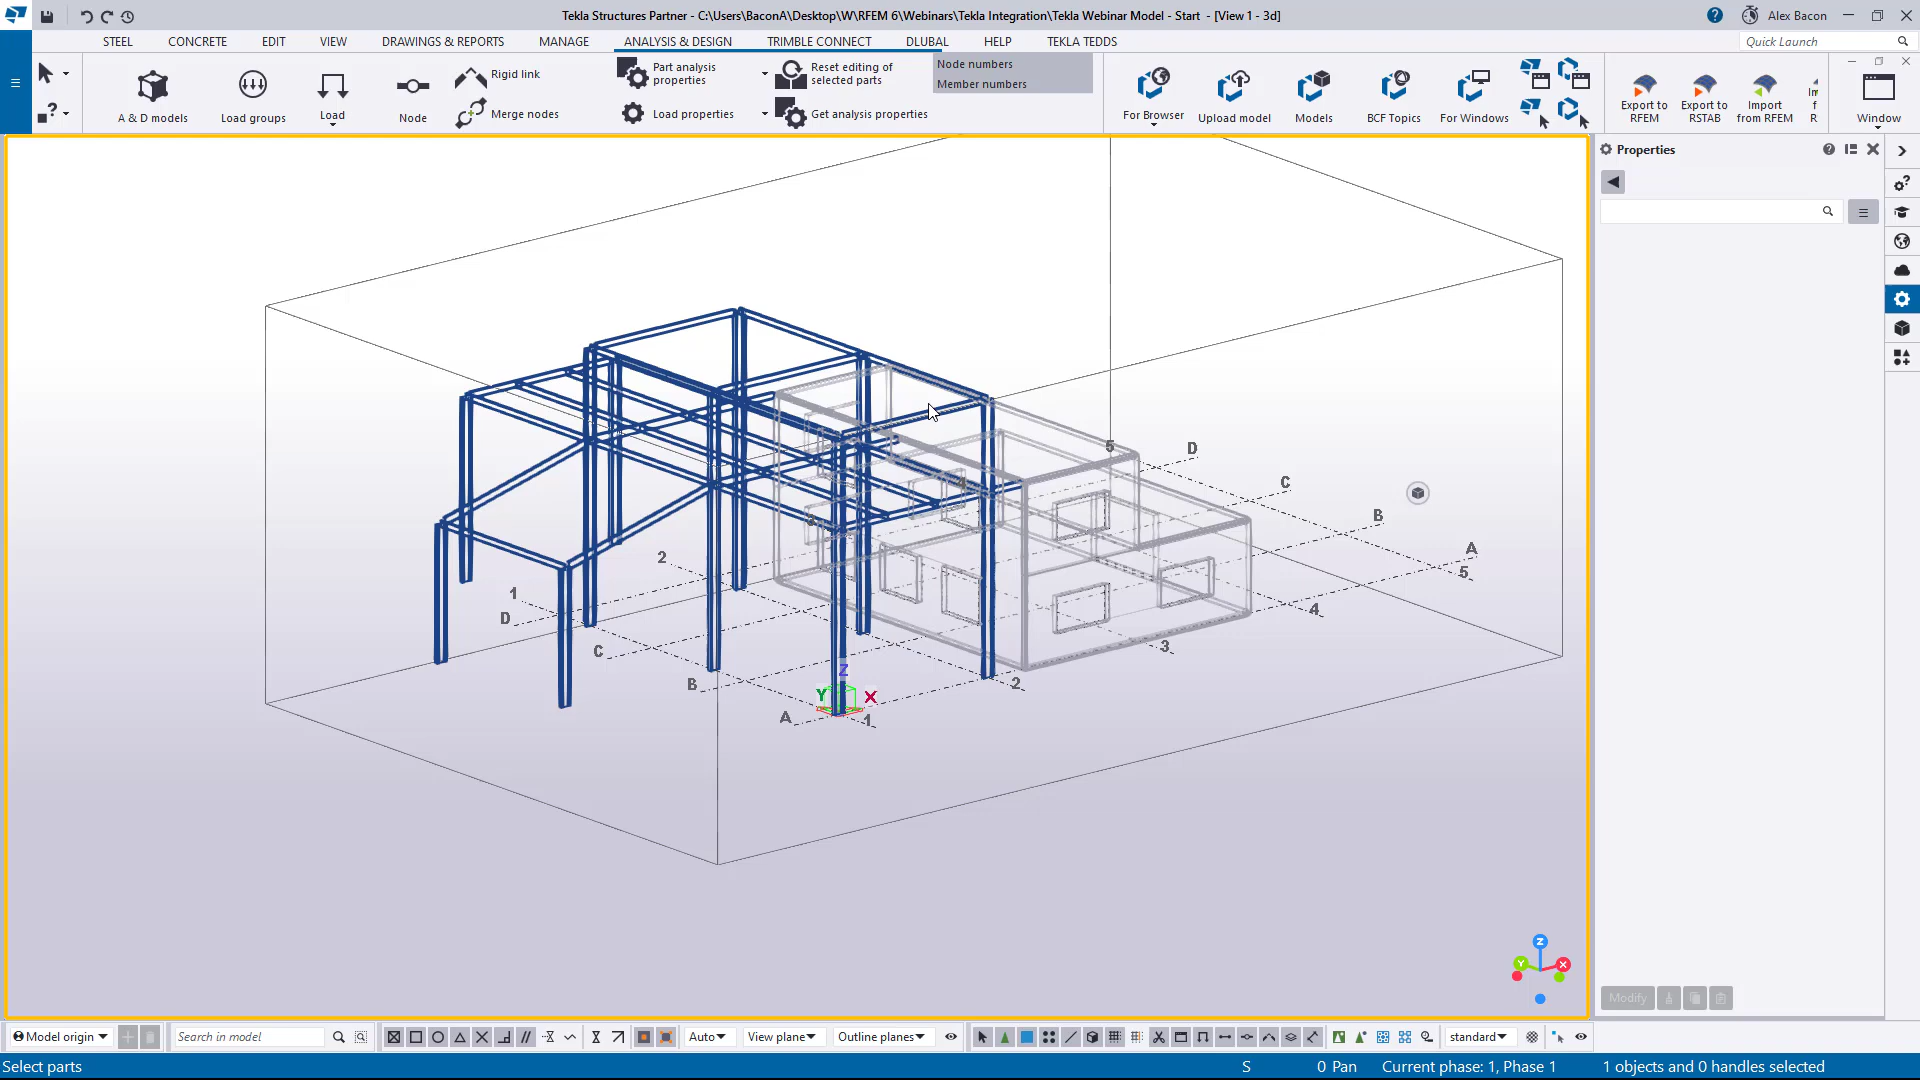 Tekla Structures Partner - C:\Users\BaconA\Desktop\W\RFEM 6\Webinars\Tekla Integration\Tekla Webinar Model - Start - [View 1 - 3d]
Alex Bacon
STEEL CONCRETE EDIT VIEW DRAWINGS & REPORTS MANAGE ANALYSIS & DESIGN TRIMBLE CONNECT DLUBAL HELP TEKLA TEDDS
Quick Launch
A & D models
Load groups
Load
Node
Rigid link
Merge nodes
Part analysis
properties
Load properties
Reset editing of
selected parts
Get analysis properties
Node numbers
Member numbers
For Browser
Upload model
Models
BCF Topics
For Windows
Export to
RFEM
Export to
RSTAB
Import
from RFEM
Window
Properties
5
D
C
B
A
5
4
3
2
1
2
1
D
C
B
A
Z
Y
X
Z
Y
X
Modify
Model origin
Search in model
Auto
View plane
Outline planes
standard
Select parts
S
0 Pan
Current phase: 1, Phase 1
1 objects and 0 handles selected